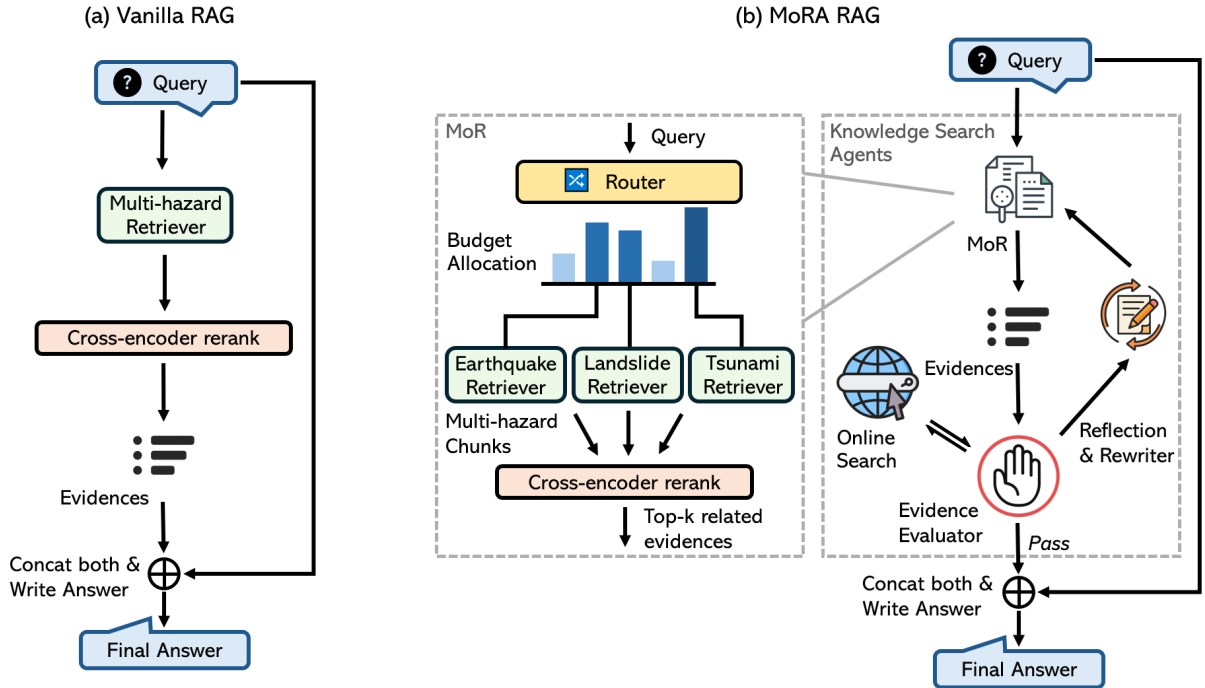 (a) Vanilla RAG
? Query
Multi-hazard
Retriever
Cross-encoder rerank
Evidences
Concat both &
Write Answer
Final Answer
(b) MoRA RAG
MoR
Query
Router
Budget
Allocation
Earthquake
Retriever
Landslide
Retriever
Tsunami
Retriever
Multi-hazard
Chunks
Cross-encoder rerank
Top-k related
evidences
? Query
Knowledge Search
Agents
MoR
Evidences
Online
Search
Reflection
& Rewriter
Evidence
Evaluator
Pass
Concat both &
Write Answer
Final Answer